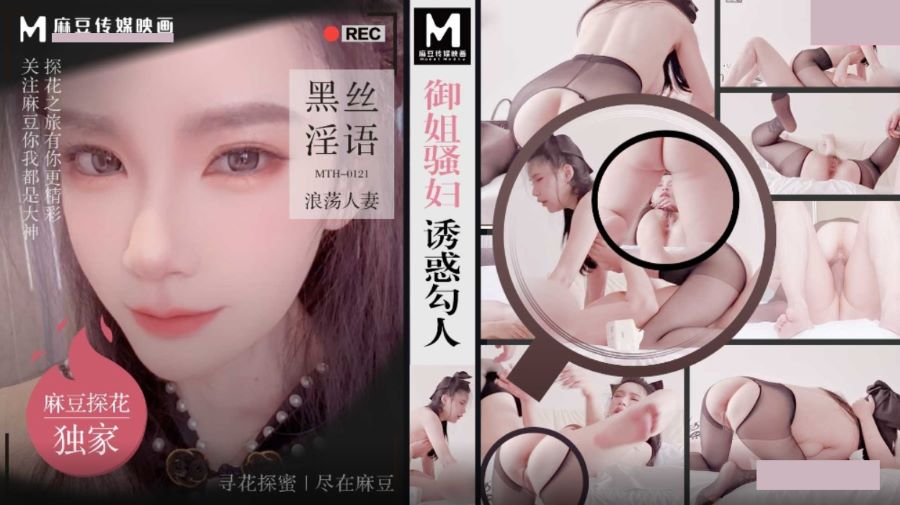 麻豆传媒映画
REC
探花之旅有你更精彩
关注麻豆你我都是大神
黑丝
淫语
MTH-0121
浪荡人妻
麻豆探花
独家
寻花探蜜 | 尽在麻豆
麻豆传媒映画
Model Media
御姐骚妇
诱惑勾人